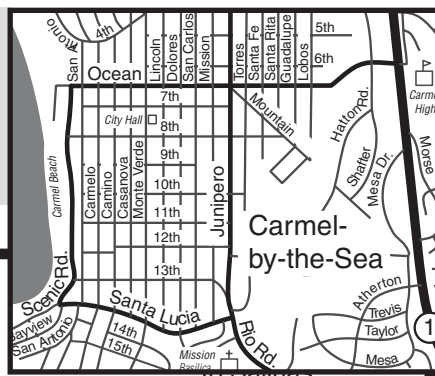 4th
5th
6th
San A
Ocean
Lincoln
Dolores
San Carlos
Mission
Torres
Santa Fe
Santa Rita
Guadalupe
Lobos
7th
Mountain
City Hall
8th
Hatton Rd.
Carme
High
9th
10th
11th
12th
13th
Carmel Beach
Carmelo
Camino
Casanova
Monte Verde
Junipero
Shaffer
Mesa Dr.
Morse
Carmel-
by-the-Sea
Scenic Rd.
Santa Lucia
Atherton
Trevis
Taylor
Mesa
1
Bayview
San Antonio
14th
15th
Mission
Basilica
Rio Rd.